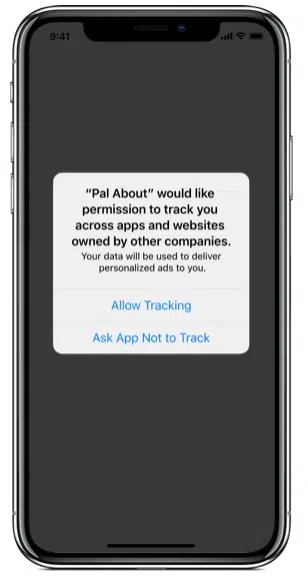 9:41
“Pal About” would like
permission to track you
across apps and websites
owned by other companies.
Your data will be used to deliver
personalized ads to you.
Allow Tracking
Ask App Not to Track